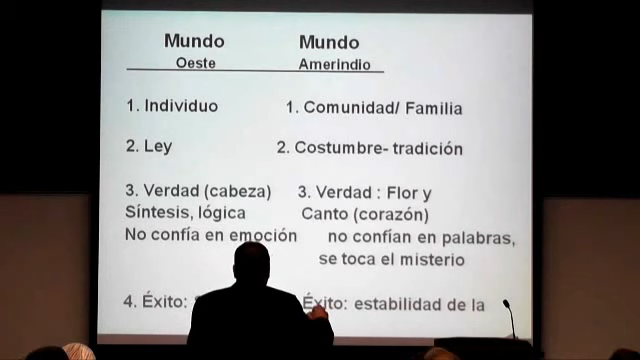 Mundo Mundo
Oeste Amerindio
1. Individuo 1. Comunidad/ Familia
2. Ley 2. Costumbre- tradición
3. Verdad (cabeza) 3. Verdad : Flor y
Síntesis, lógica Canto (corazón)
No confía en emoción no confían en palabras,
se toca el misterio
4. Éxito: Éxito: estabilidad de la